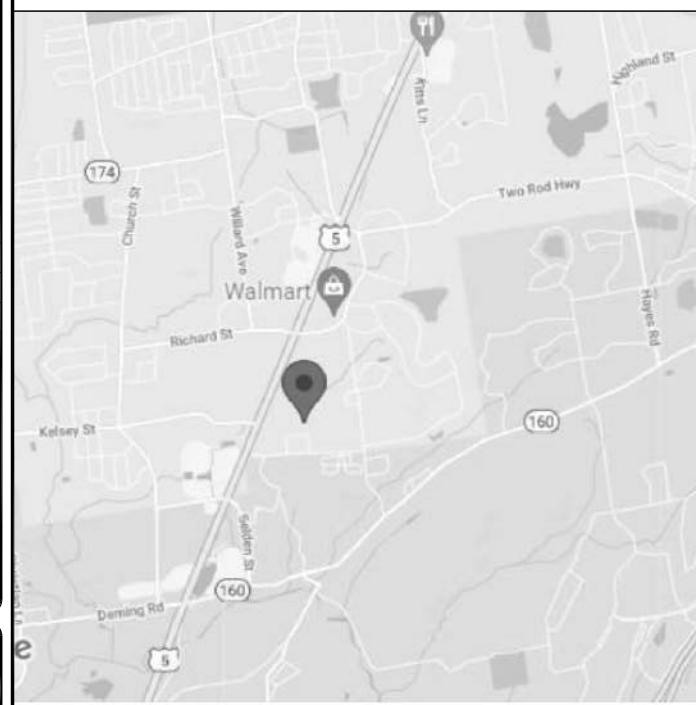 Highland St
Kitts Ln
174
Two Rod Hwy
Church St
Willard Ave
5
Walmart
Hayes Rd
Richard St
160
Kelsey St
Selden St
160
Deming Rd
e
5